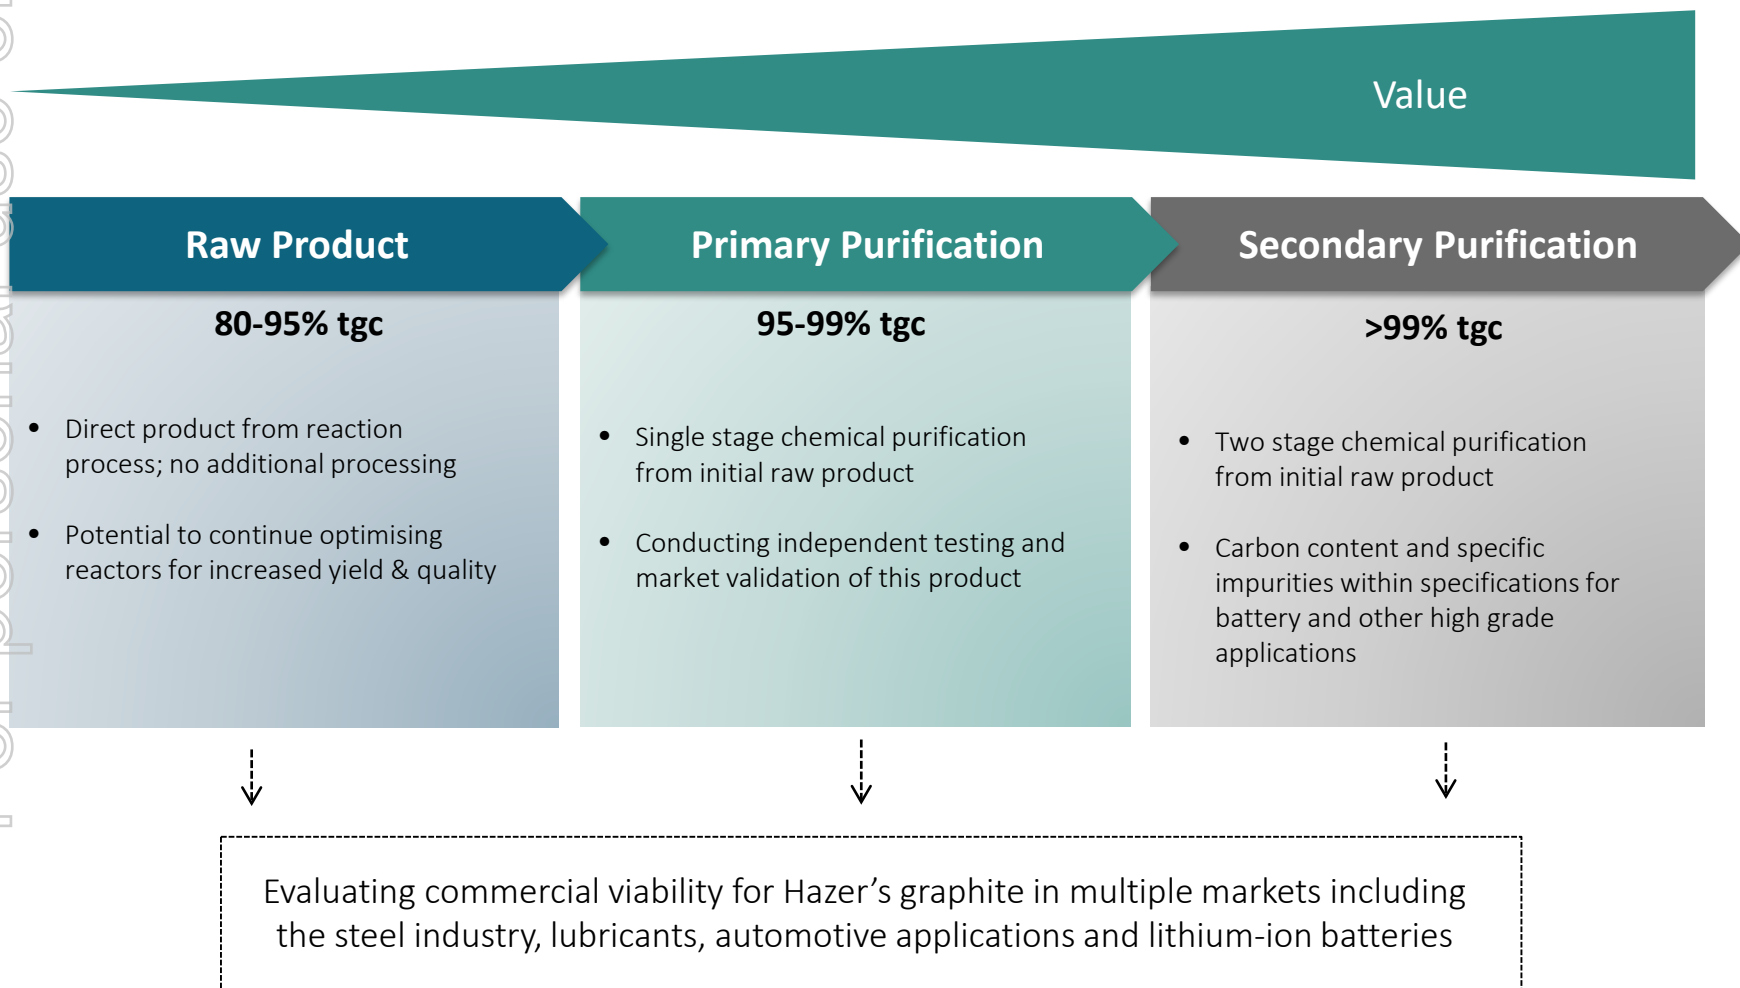 Value
Raw Product
80-95% tgc
• Direct product from reaction
process; no additional processing
• Potential to continue optimising
reactors for increased yield & quality
Primary Purification
95-99% tgc
• Single stage chemical purification
from initial raw product
• Conducting independent testing and
market validation of this product
Secondary Purification
>99% tgc
• Two stage chemical purification
from initial raw product
• Carbon content and specific
impurities within specifications for
battery and other high grade
applications
Evaluating commercial viability for Hazer’s graphite in multiple markets including
the steel industry, lubricants, automotive applications and lithium-ion batteries